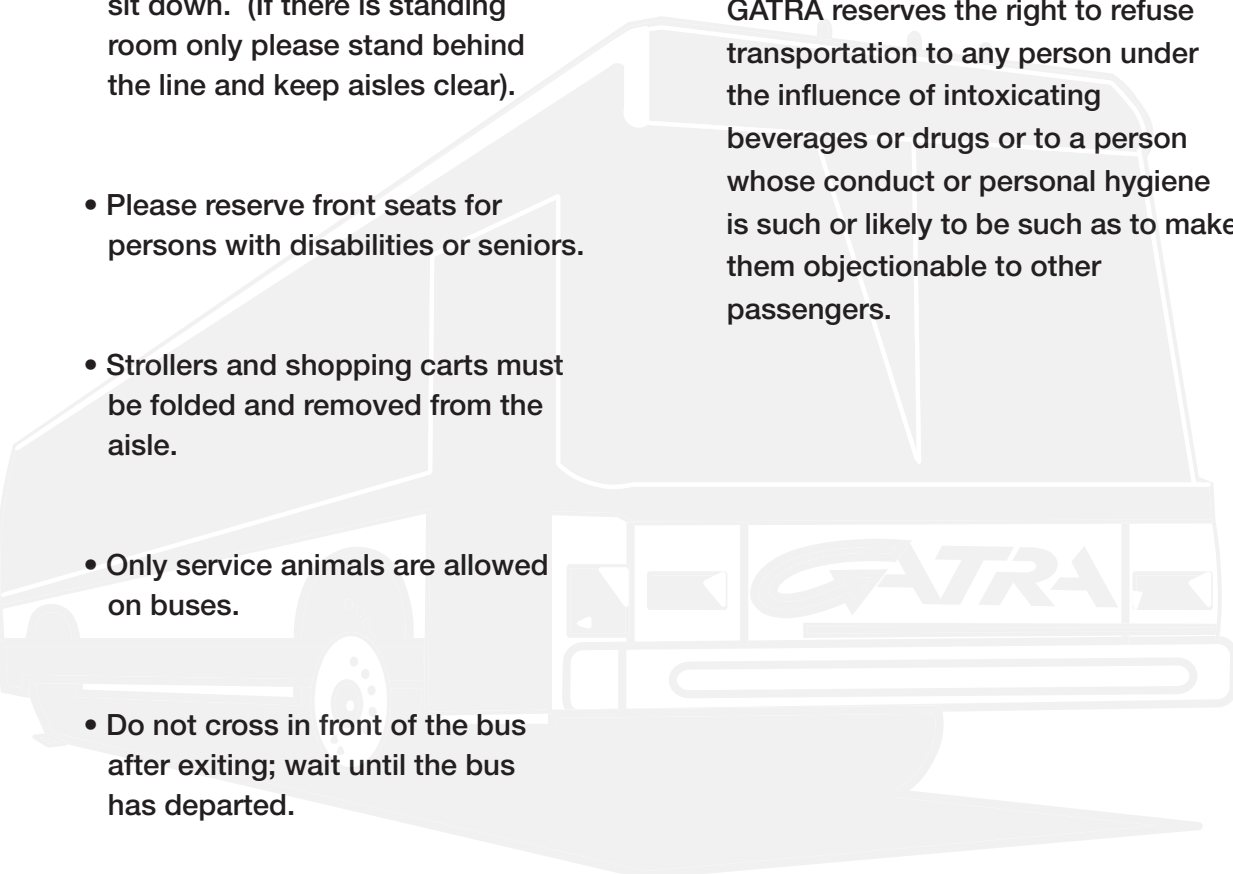 sit down. (If there is standing
room only please stand behind
the line and keep aisles clear).
• Please reserve front seats for
persons with disabilities or seniors.
• Strollers and shopping carts must
be folded and removed from the
aisle.
• Only service animals are allowed
on buses.
• Do not cross in front of the bus
after exiting; wait until the bus
has departed.
GATRA reserves the right to refuse
transportation to any person under
the influence of intoxicating
beverages or drugs or to a person
whose conduct or personal hygiene
is such or likely to be such as to make
them objectionable to other
passengers.
GATRA